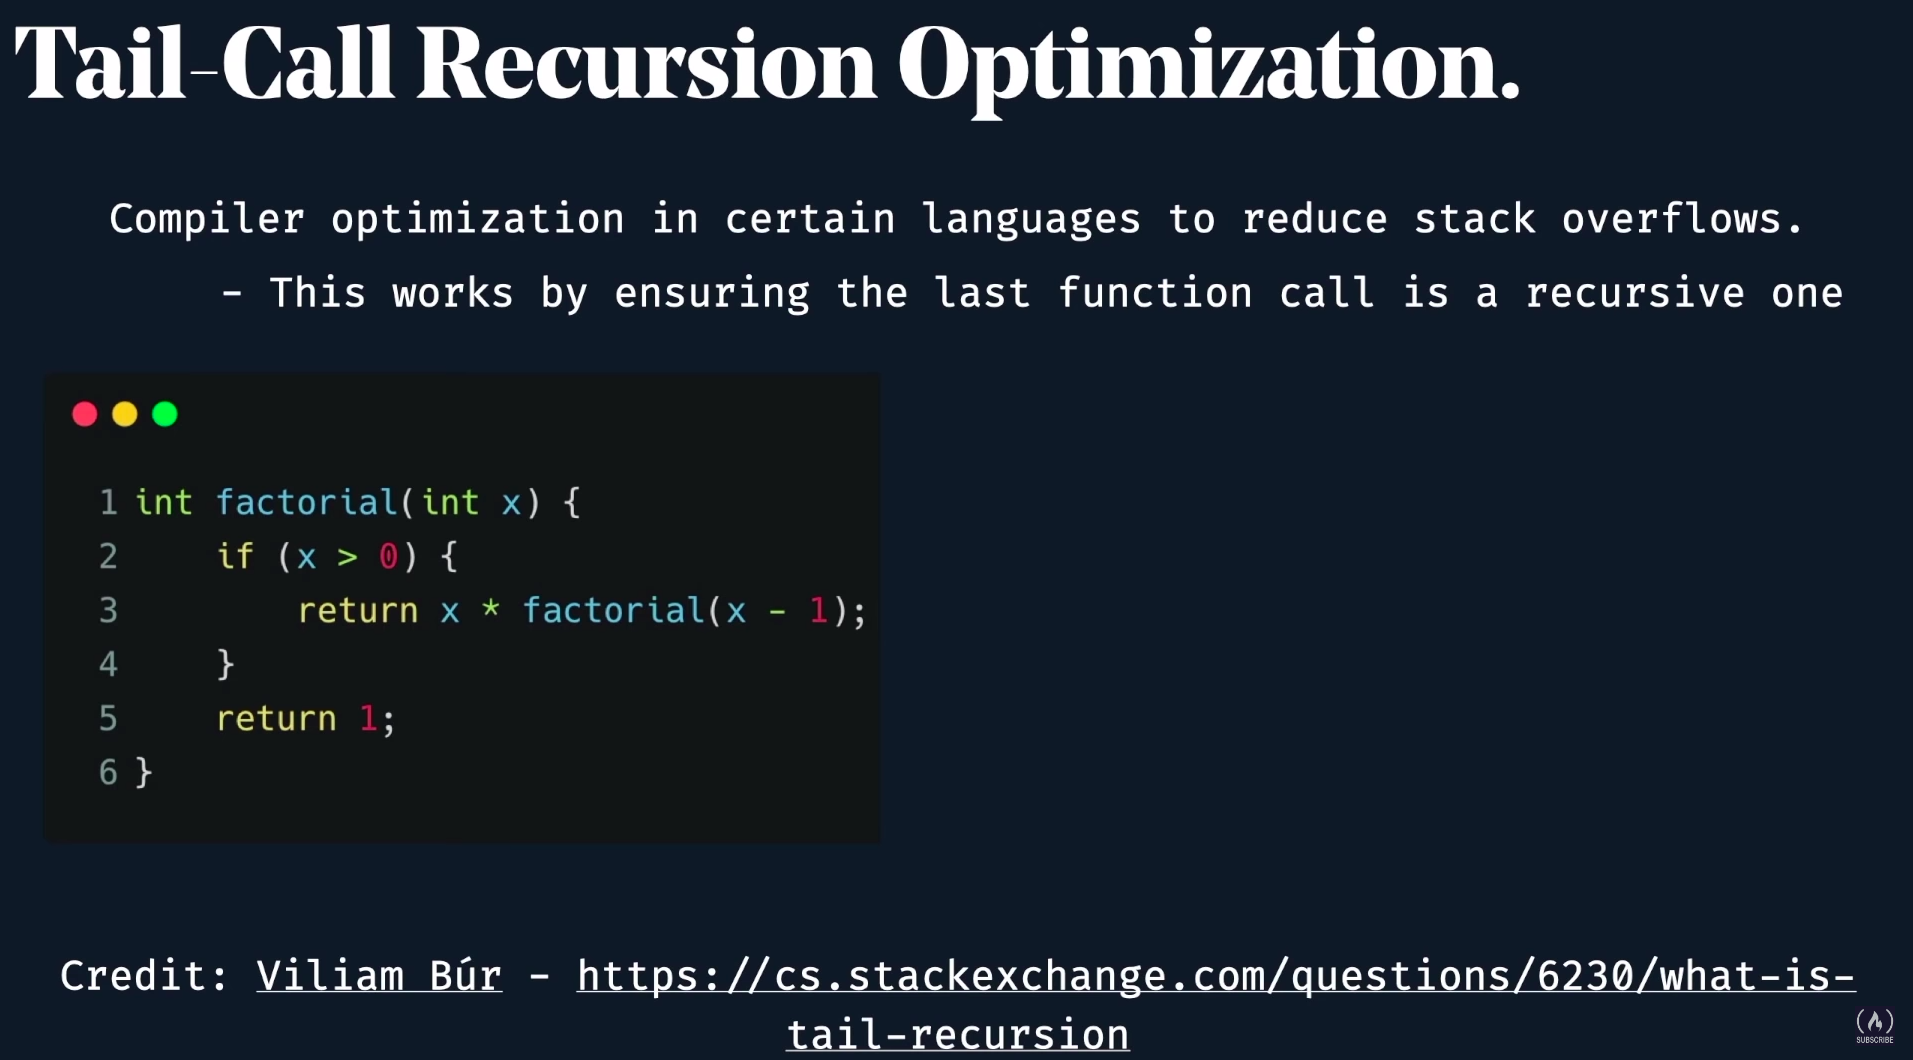 Tail-Call Recursion Optimization.
Compiler optimization in certain languages to reduce stack overflows.
- This works by ensuring the last function call is a recursive one
1 int factorial(int x) {
2     if (x > 0) {
3         return x * factorial(x - 1);
4     }
5     return 1;
6 }
Credit: Viliam Búr - https://cs.stackexchange.com/questions/6230/what-is-
tail-recursion
SUBSCRIBE